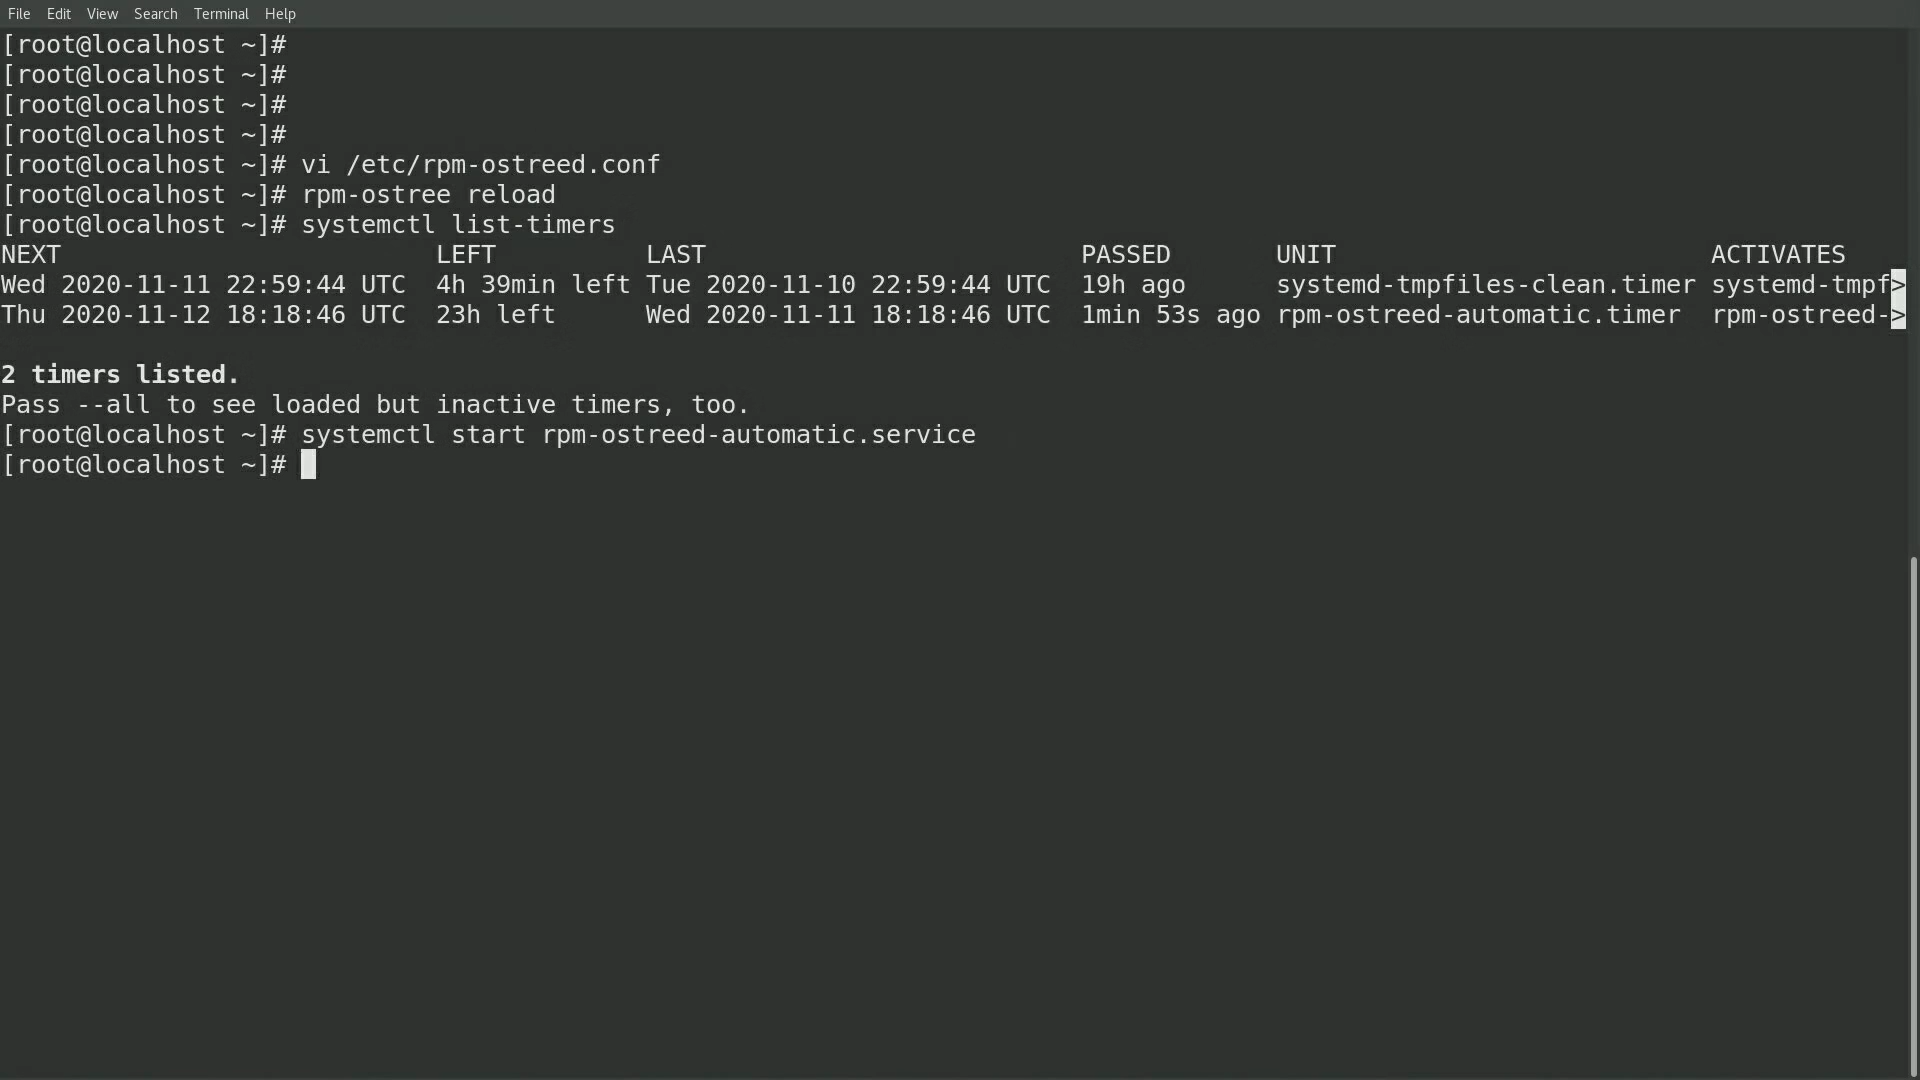 File Edit View Search Terminal Help
[root@localhost ~]#
[root@localhost ~]#
[root@localhost ~]#
[root@localhost ~]#
[root@localhost ~]# vi /etc/rpm-ostreed.conf
[root@localhost ~]# rpm-ostree reload
[root@localhost ~]# systemctl list-timers
NEXT LEFT LAST PASSED UNIT ACTIVATES
Wed 2020-11-11 22:59:44 UTC 4h 39min left Tue 2020-11-10 22:59:44 UTC 19h ago systemd-tmpfiles-clean.timer systemd-tmpf>
Thu 2020-11-12 18:18:46 UTC 23h left Wed 2020-11-11 18:18:46 UTC 1min 53s ago rpm-ostreed-automatic.timer rpm-ostreed->
2 timers listed.
Pass --all to see loaded but inactive timers, too.
[root@localhost ~]# systemctl start rpm-ostreed-automatic.service
[root@localhost ~]#